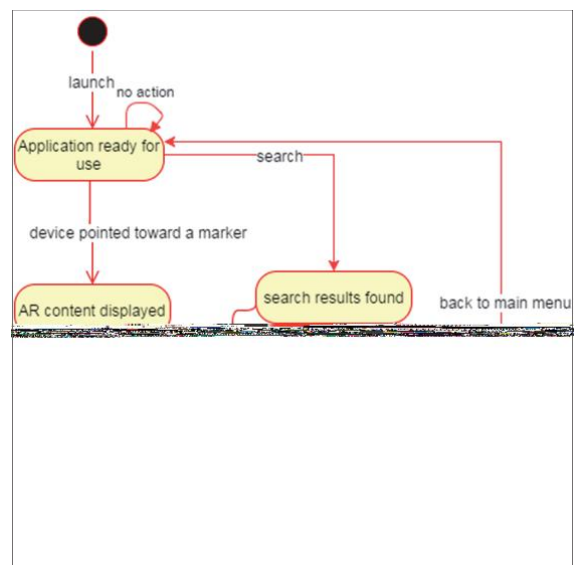 launch
no action
Application ready for
use
search
device pointed toward a marker
AR content displayed
search results found
back to main menu